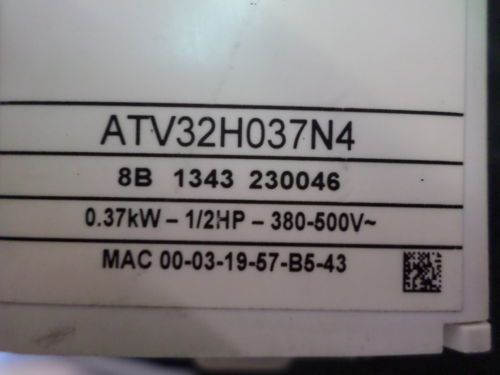 ATV32H037N4
8B 1343 230046
0.37kW – 1/2HP – 380-500V~
MAC 00-03-19-57-B5-43